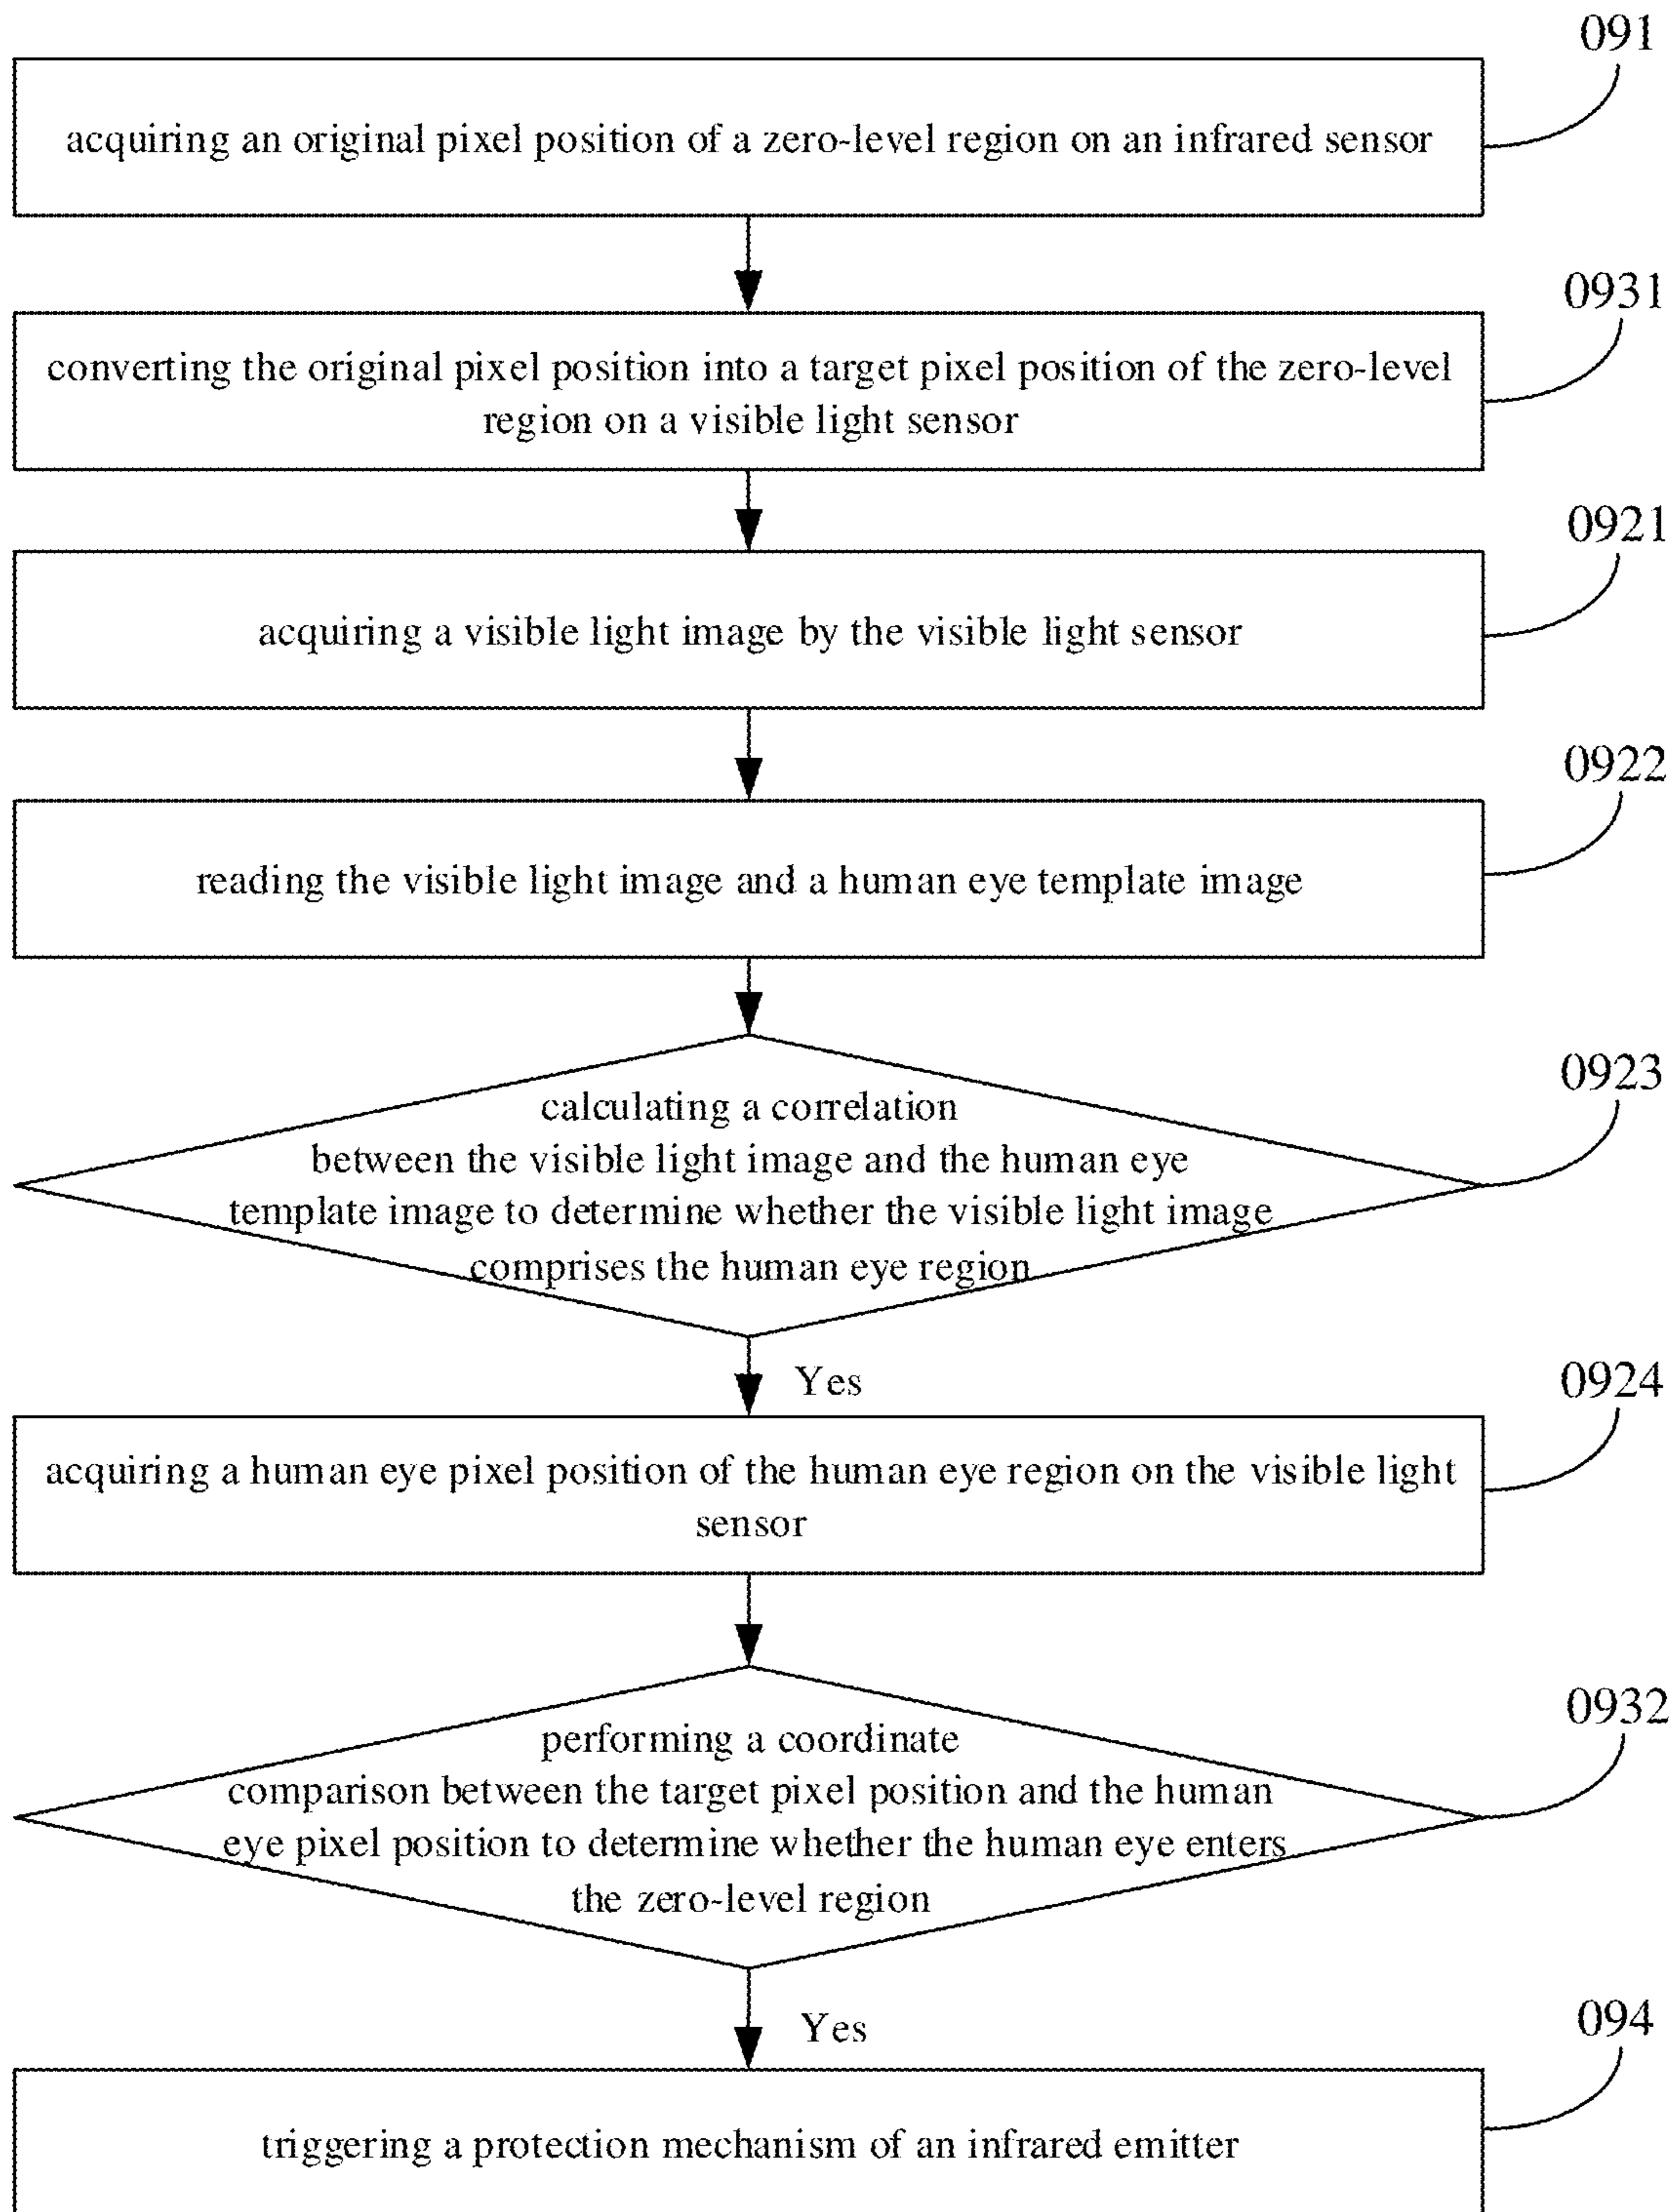 091
acquiring an original pixel position of a zero-level region on an infrared sensor
0931
converting the original pixel position into a target pixel position of the zero-level
region on a visible light sensor
0921
acquiring a visible light image by the visible light sensor
0922
reading the visible light image and a human eye template image
0923
calculating a correlation
between the visible light image and the human eye
template image to determine whether the visible light image
comprises the human eye region
Yes
0924
acquiring a human eye pixel position of the human eye region on the visible light
sensor
0932
performing a coordinate
comparison between the target pixel position and the human
eye pixel position to determine whether the human eye enters
the zero-level region
Yes
094
triggering a protection mechanism of an infrared emitter